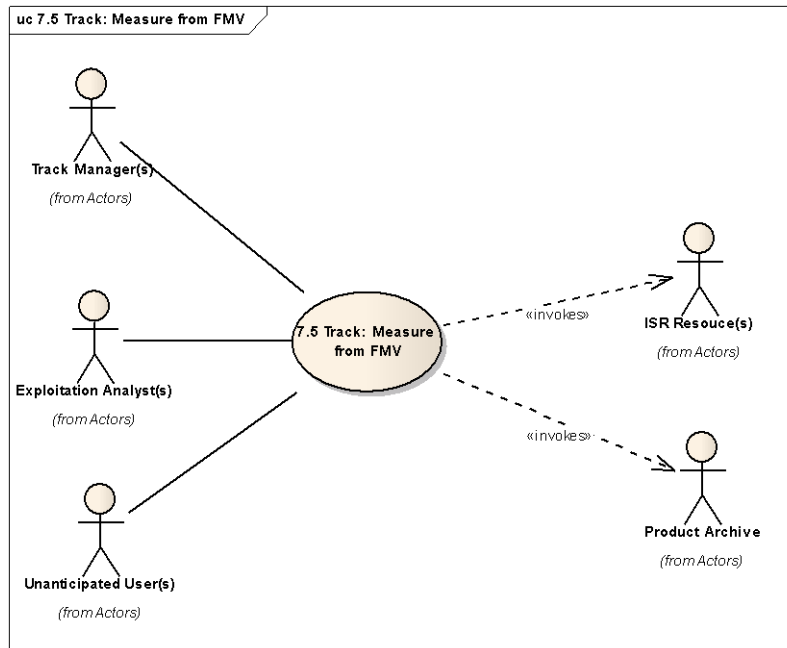 uc 7.5 Track: Measure from FMV
Track Manager(s)
(from Actors)
Exploitation Analyst(s)
(from Actors)
Unanticipated User(s)
(from Actors)
7.5 Track: Measure
from FMV
«invokes»
«invokes»
ISR Resouce(s)
(from Actors)
Product Archive
(from Actors)